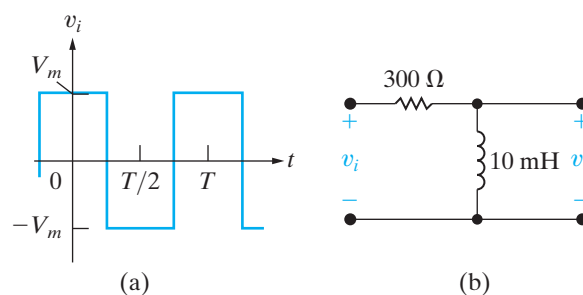 v_i
V_m
0 T/2 T t
−V_m
(a)
300 Ω
+ +
v_i 10 mH v
− −
(b)